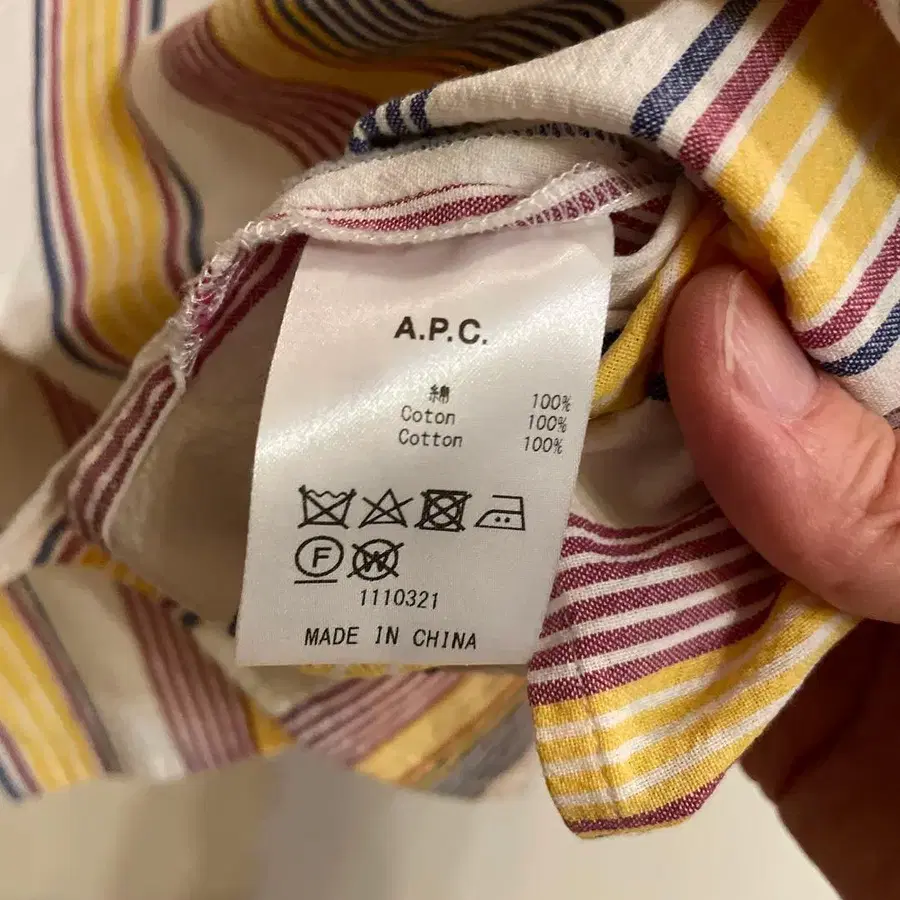 A.P.C.
綿 100%
Coton 100%
Cotton 100%
F W
1110321
MADE IN CHINA